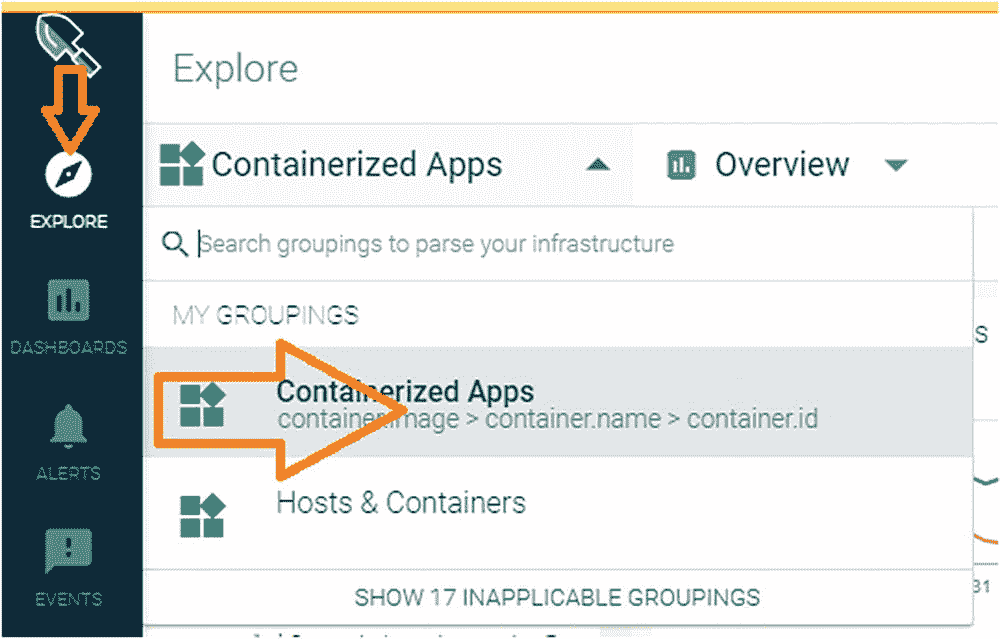 Explore
EXPLORE
DASHBOARDS
ALERTS
EVENTS
Containerized Apps
Overview
Search groupings to parse your infrastructure
MY GROUPINGS
Containerized Apps
container.image > container.name > container.id
Hosts & Containers
SHOW 17 INAPPLICABLE GROUPINGS
S
31